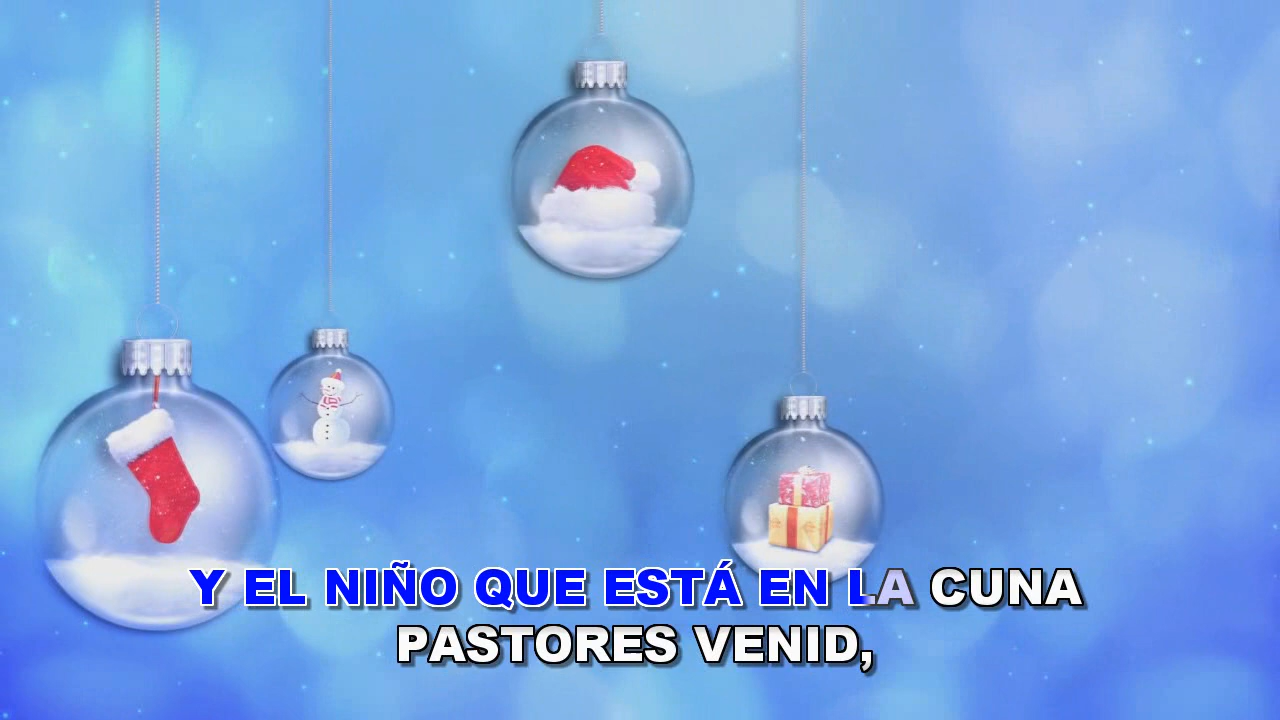 Y EL NIÑO QUE ESTÁ EN LA CUNA
PASTORES VENID,